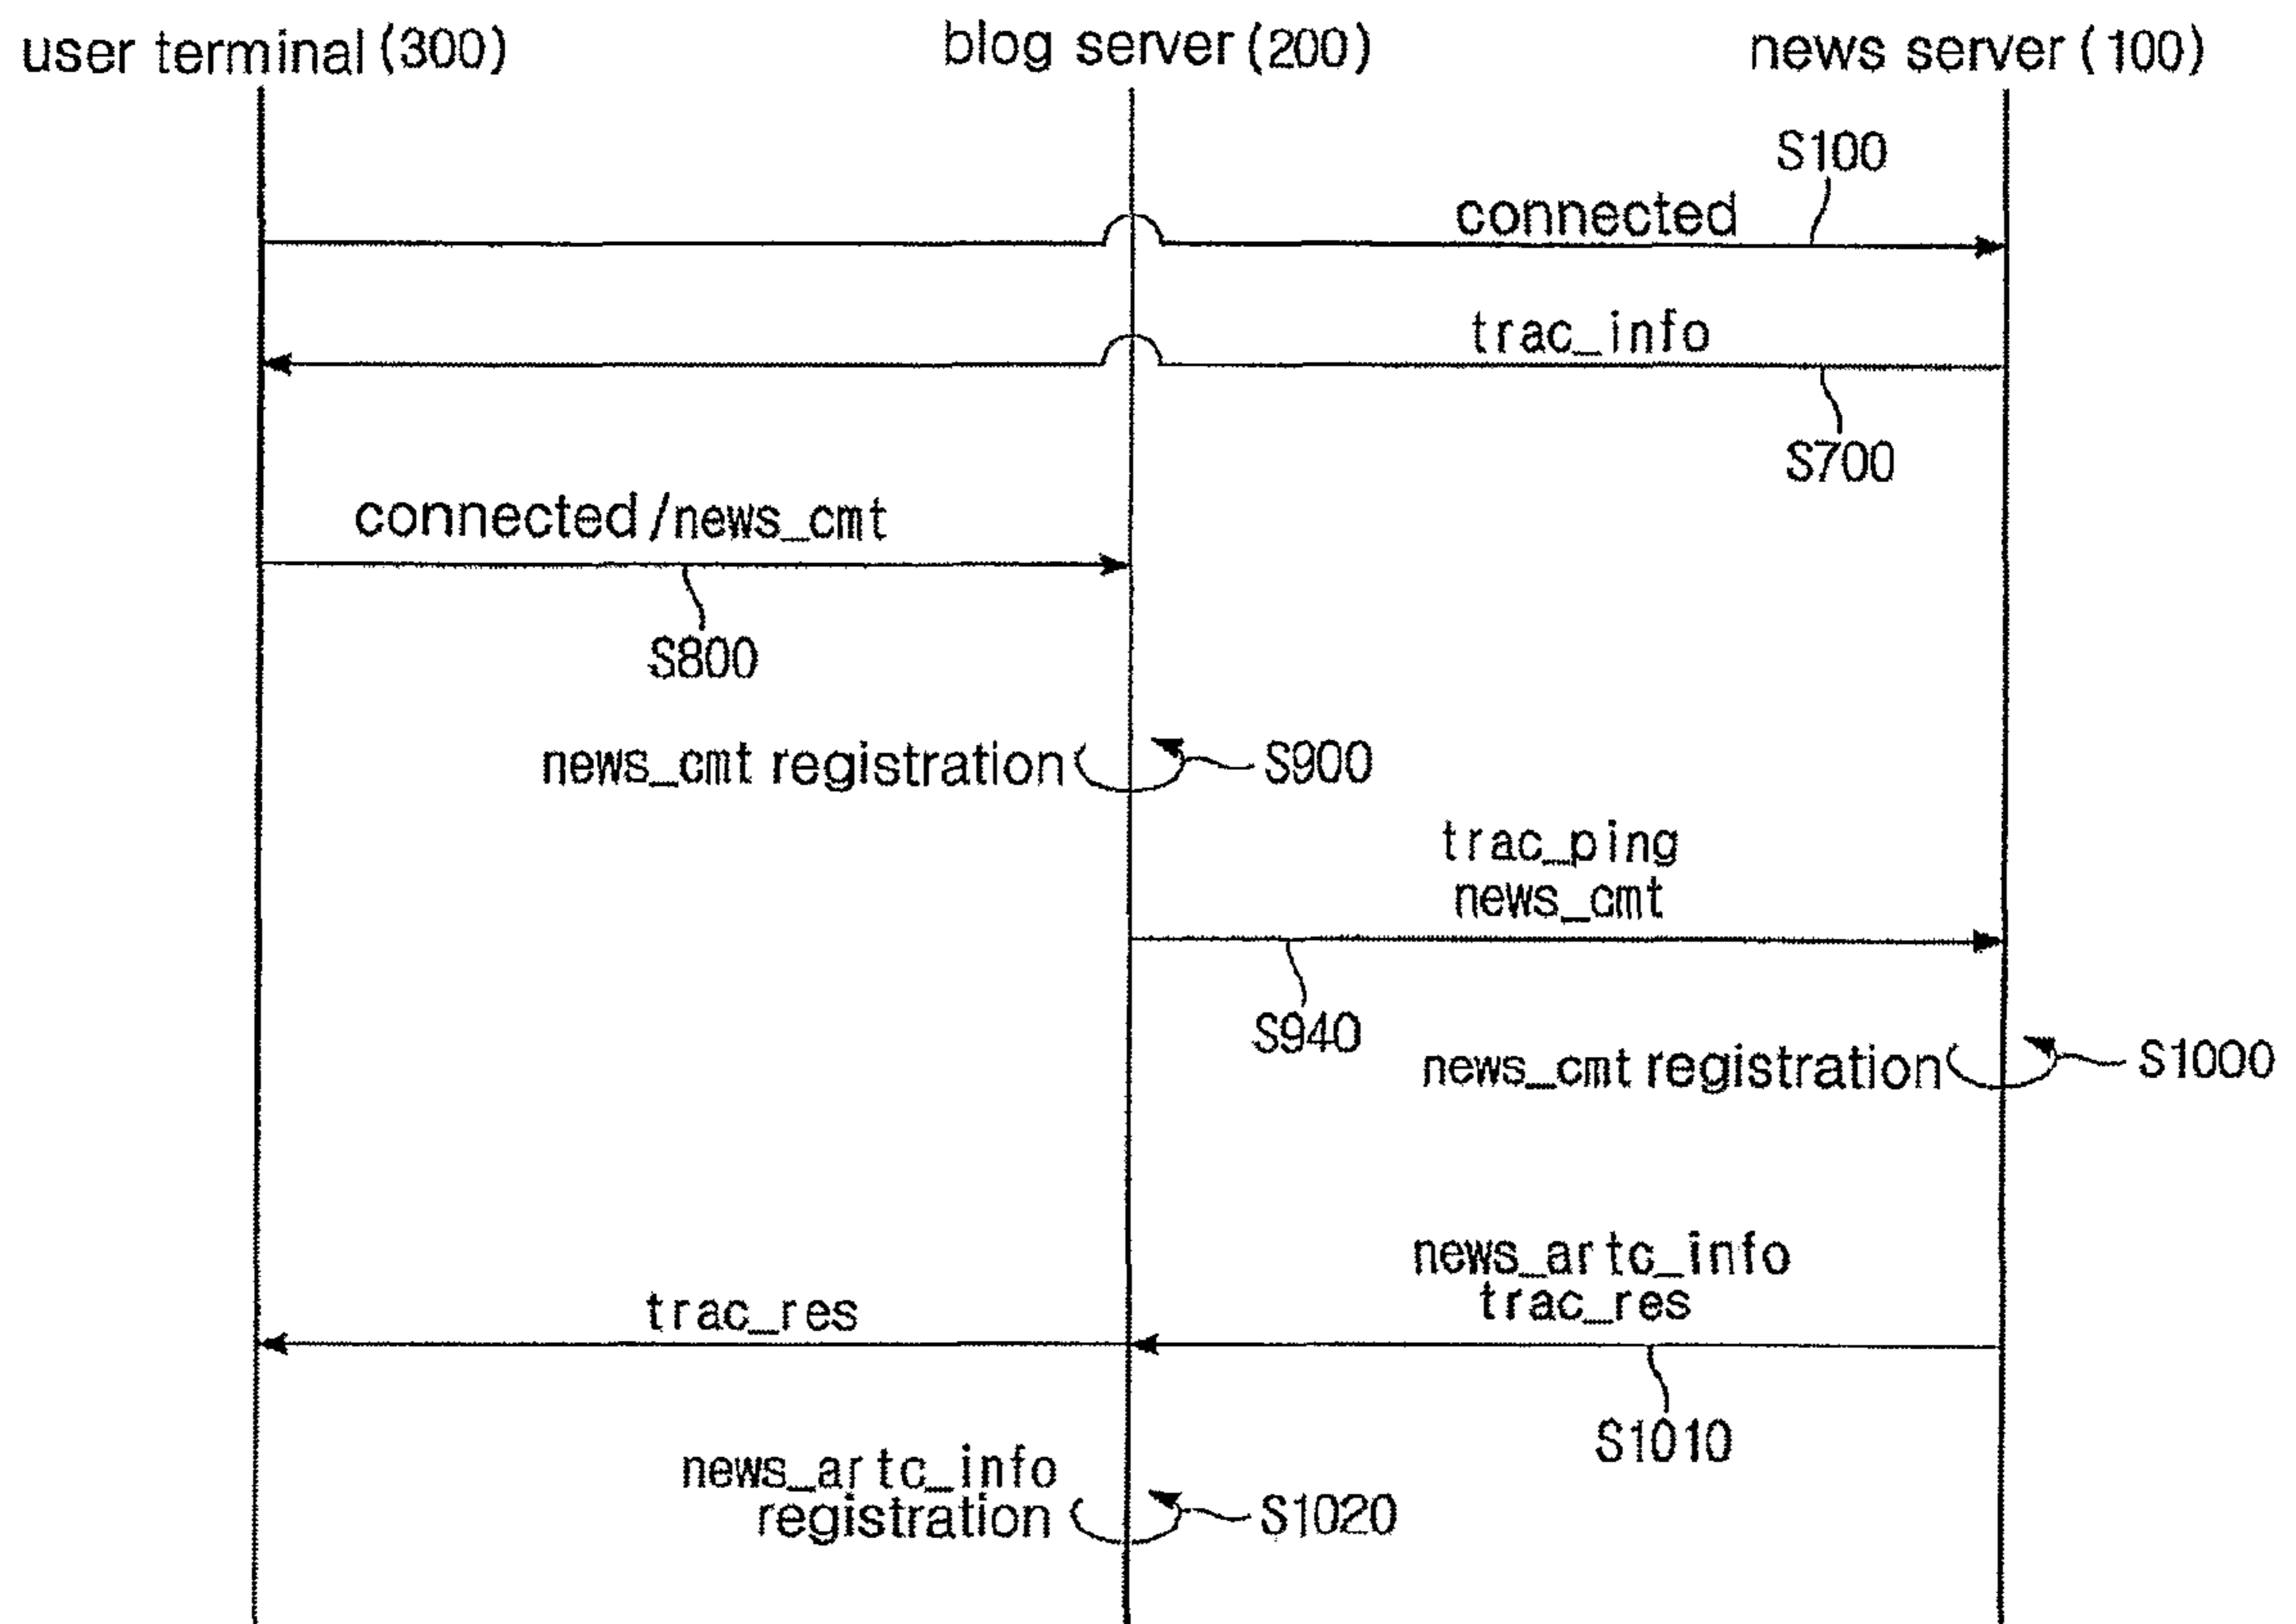 user terminal (300)
blog server (200)
news server (100)
S100
connected
trac_info
S700
connected/news_cmt
S800
news_cmt registration
S900
trac_ping
news_cmt
S940
news_cmt registration
S1000
news_artc_info
trac_res
trac_res
S1010
news_artc_info
registration
S1020